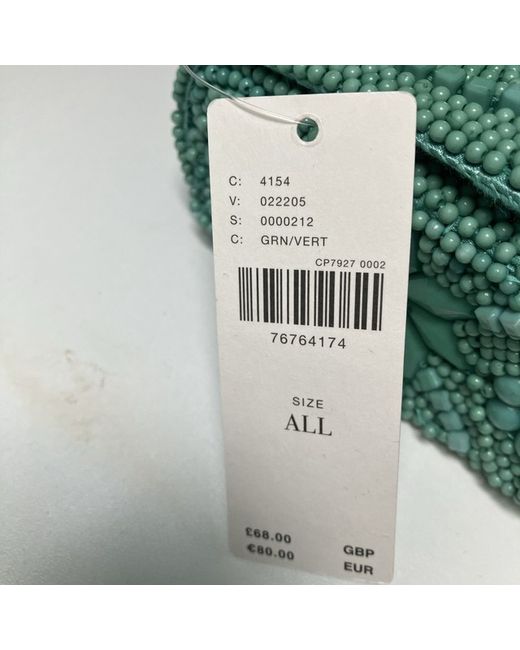 C: 4154
V: 022205
S: 0000212
C: GRN/VERT
CP7927 0002
76764174
SIZE
ALL
£68.00 GBP
€80.00 EUR